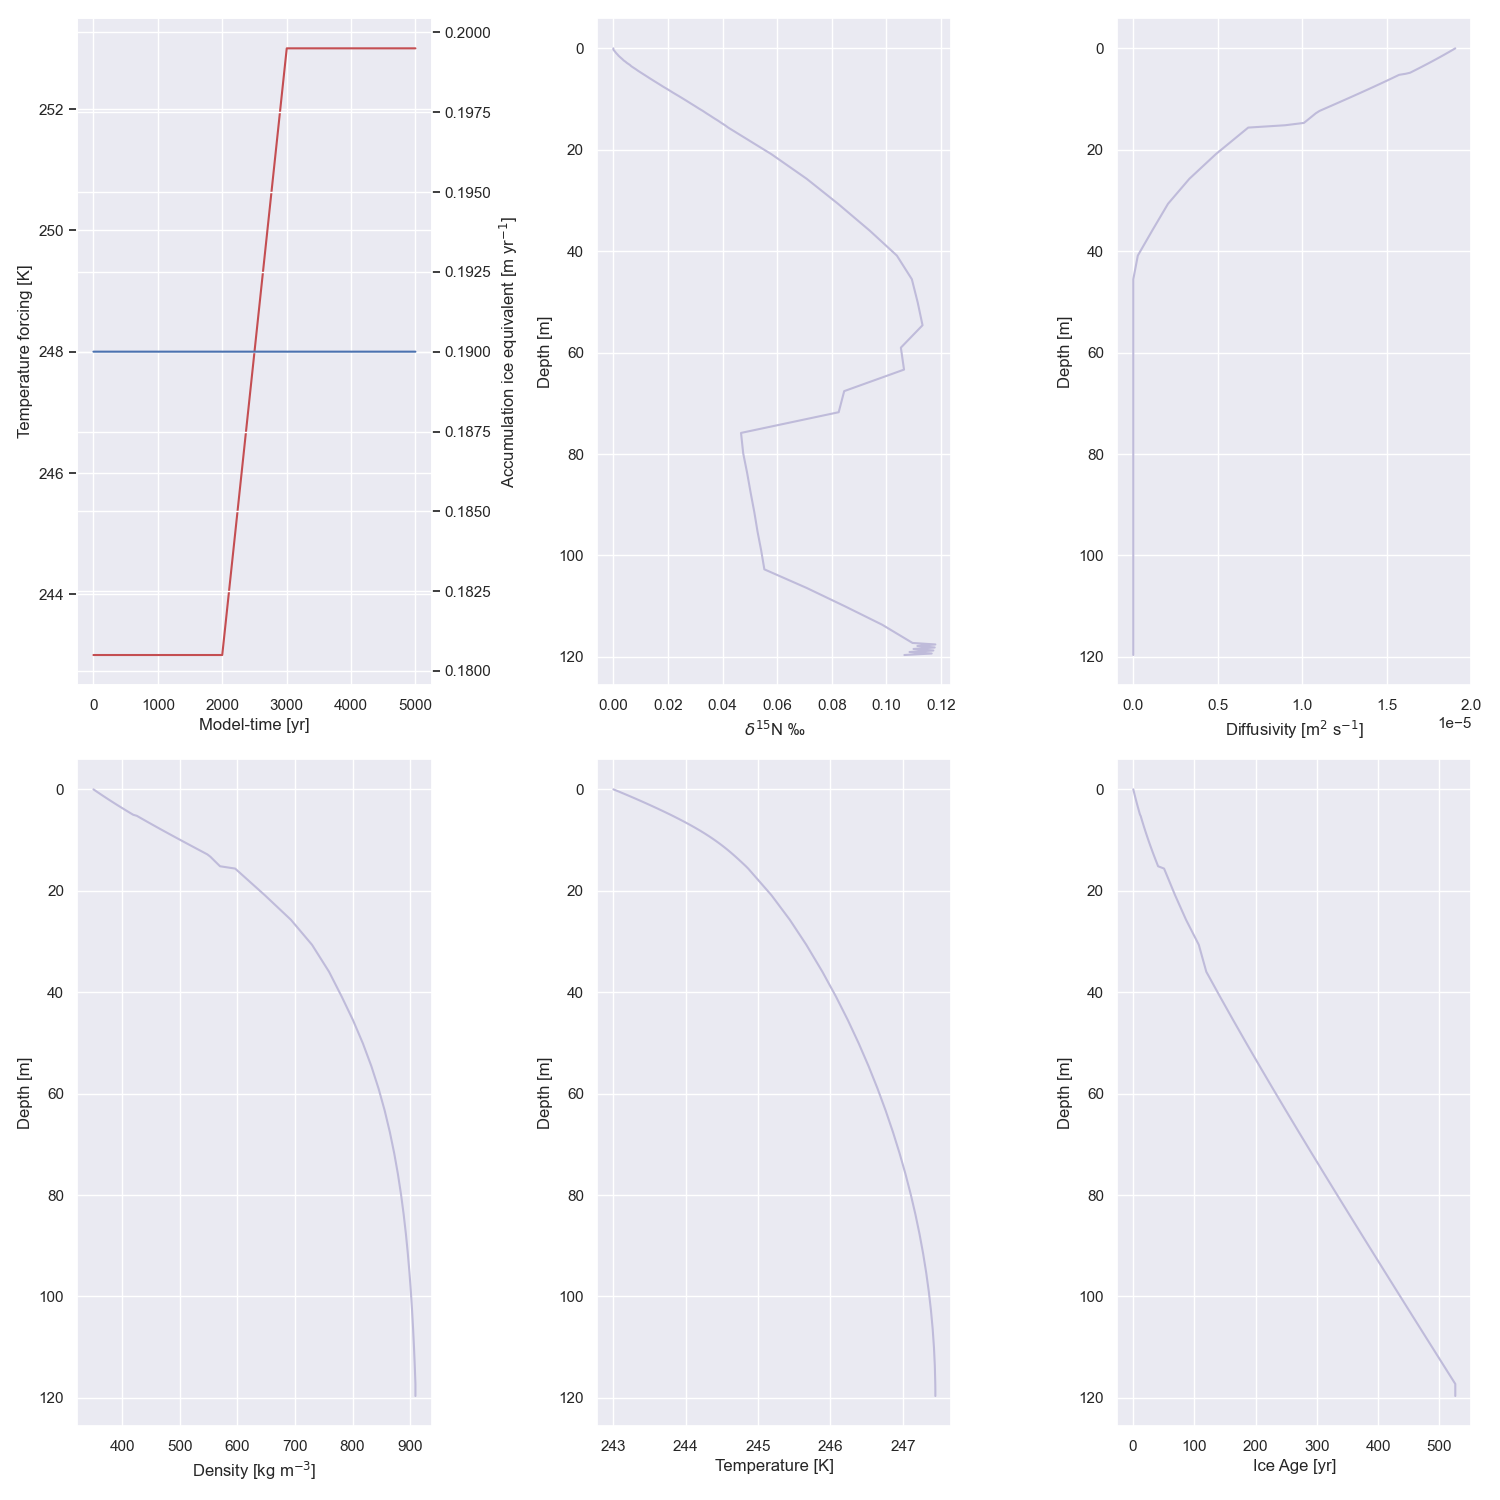 252
250
248
246
244
Temperature forcing [K]
0.2000
0.1975
0.1950
0.1925
0.1900
0.1875
0.1850
0.1825
0.1800
Accumulation ice equivalent [m yr⁻¹]
0 1000 2000 3000 4000 5000
Model-time [yr]
0
20
40
60
80
100
120
Depth [m]
0.00 0.02 0.04 0.06 0.08 0.10 0.12
δ¹⁵N ‰
0
20
40
60
80
100
120
Depth [m]
0.0 0.5 1.0 1.5 2.0
1e−5
Diffusivity [m² s⁻¹]
0
20
40
60
80
100
120
Depth [m]
400 500 600 700 800 900
Density [kg m⁻³]
0
20
40
60
80
100
120
Depth [m]
243 244 245 246 247
Temperature [K]
0
20
40
60
80
100
120
Depth [m]
0 100 200 300 400 500
Ice Age [yr]